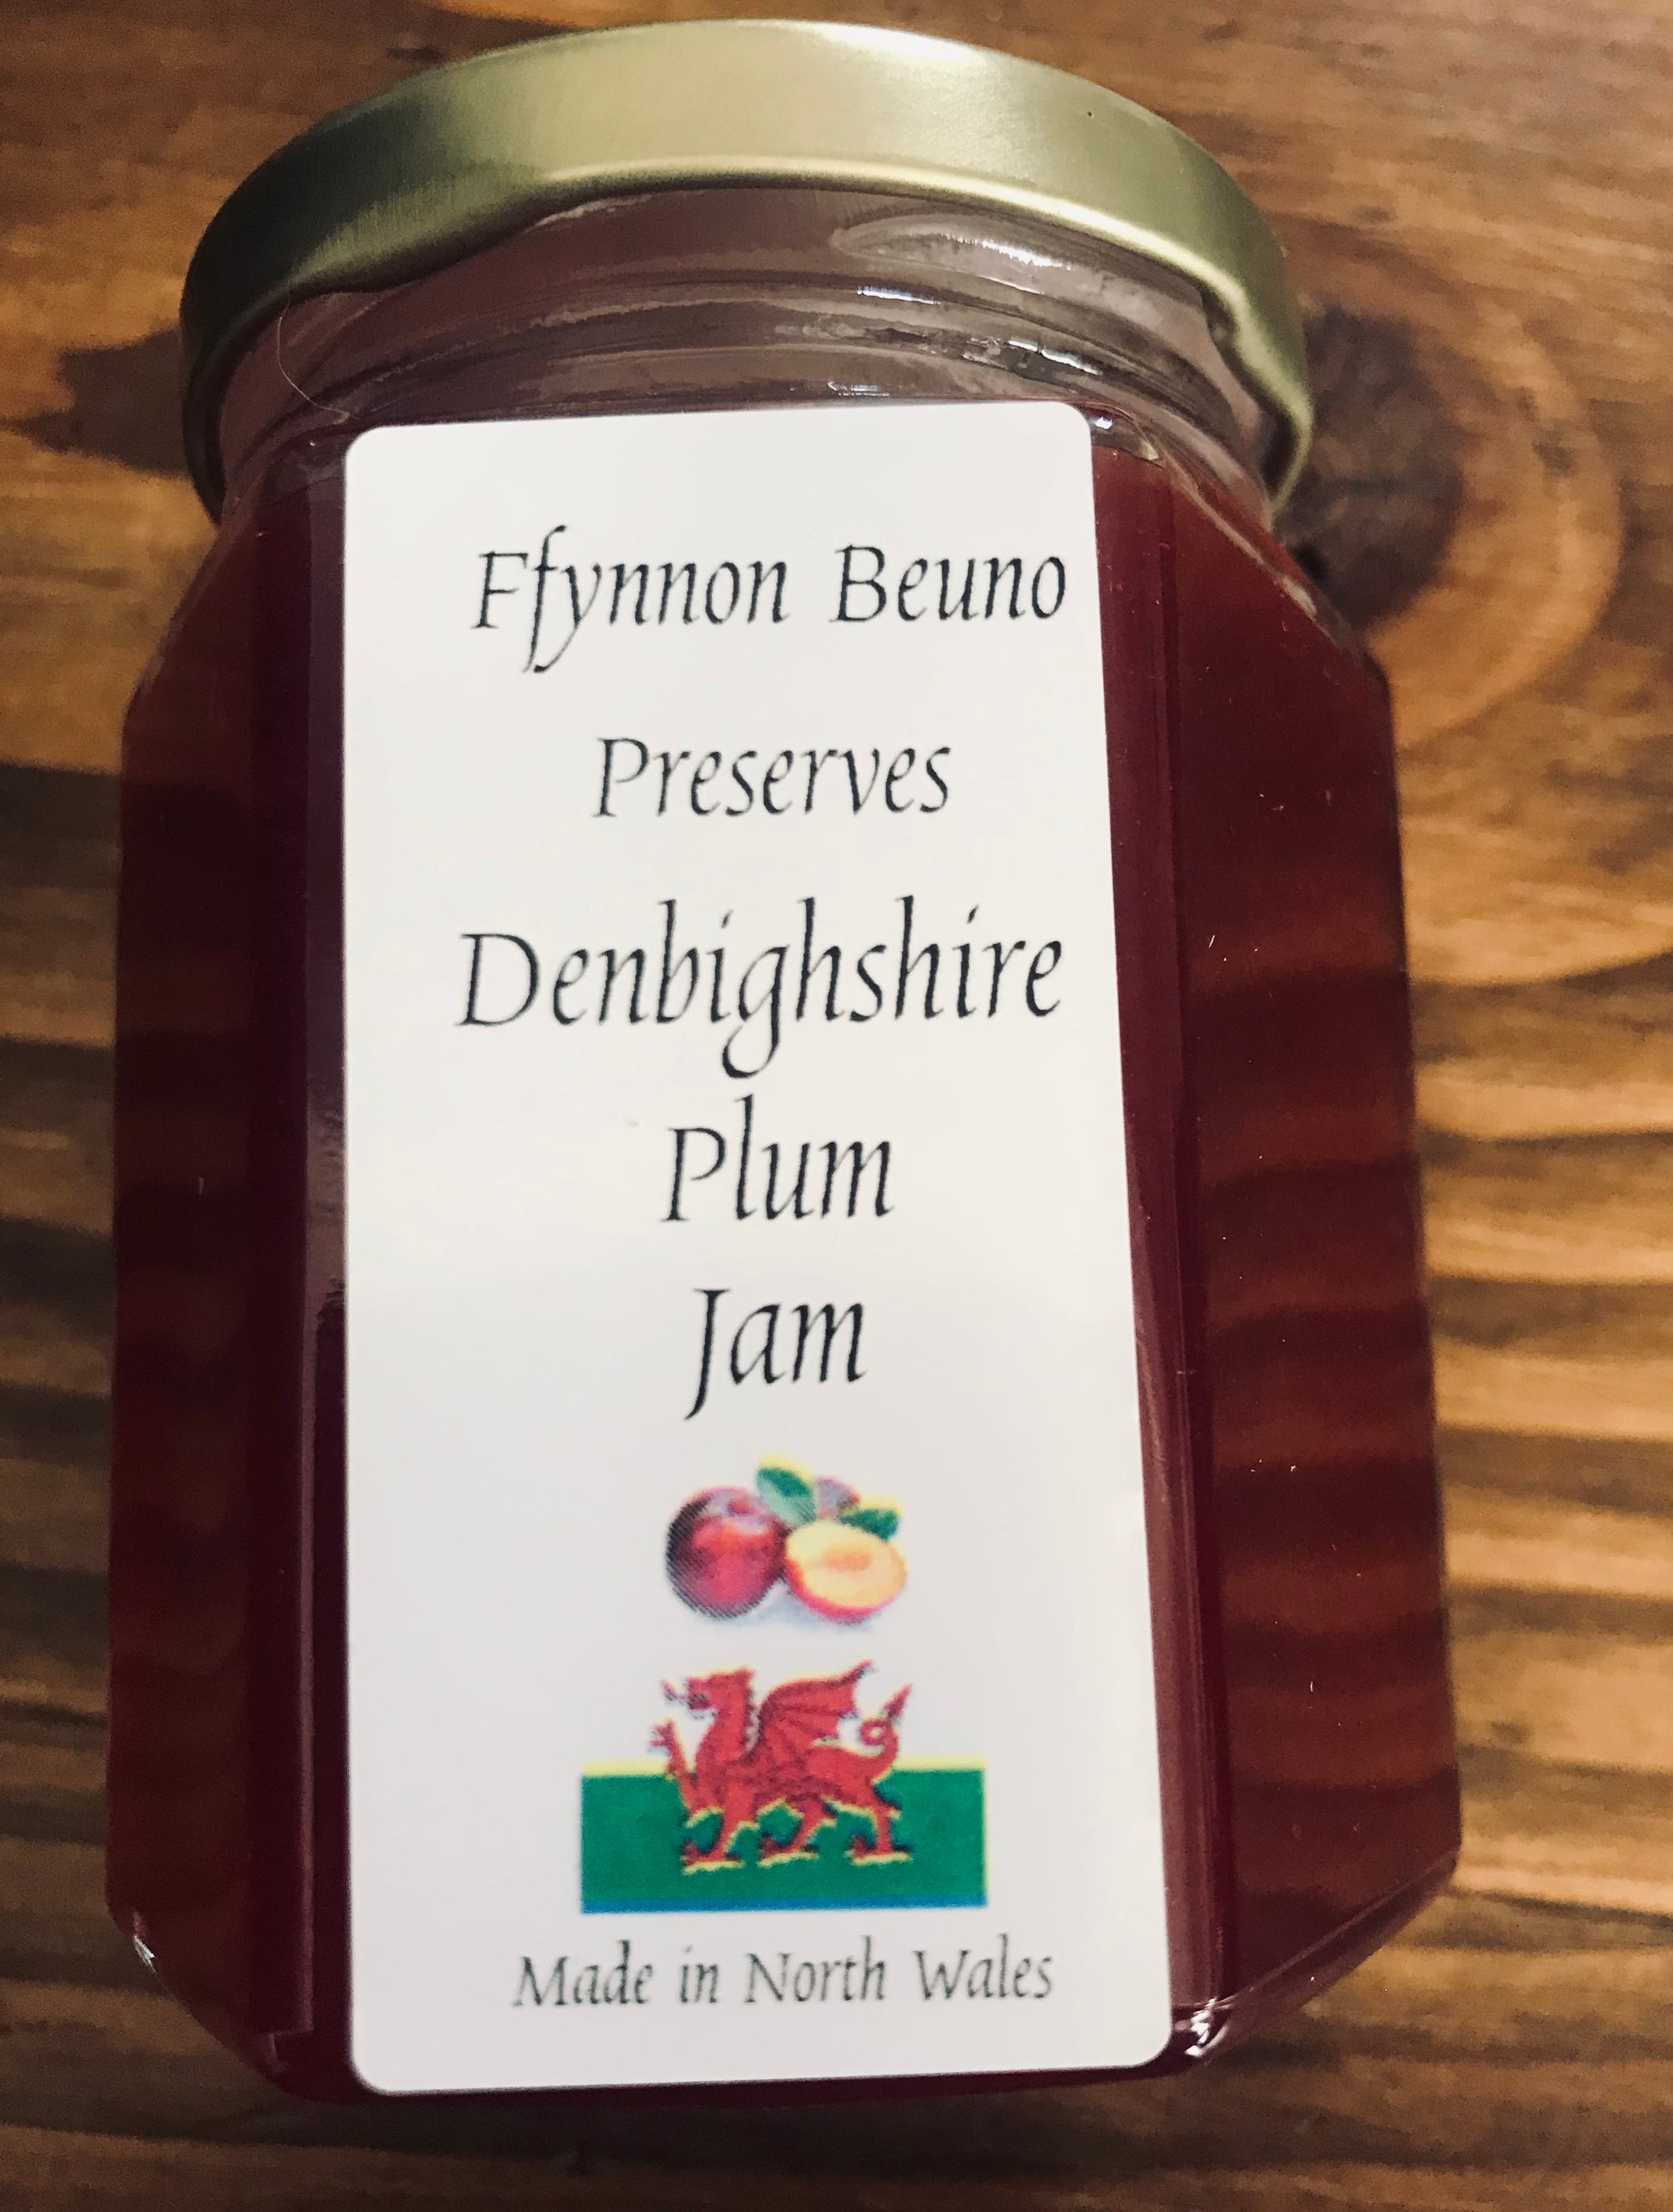 Ffynnon Beuno
Preserves
Denbighshire
Plum
Jam
Made in North Wales